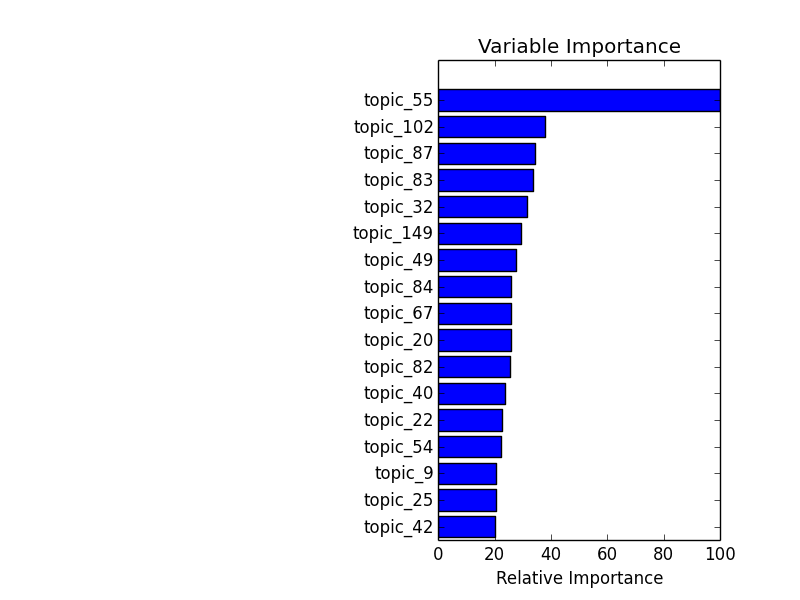 Variable Importance
topic_55
topic_102
topic_87
topic_83
topic_32
topic_149
topic_49
topic_84
topic_67
topic_20
topic_82
topic_40
topic_22
topic_54
topic_9
topic_25
topic_42
0 20 40 60 80 100
Relative Importance